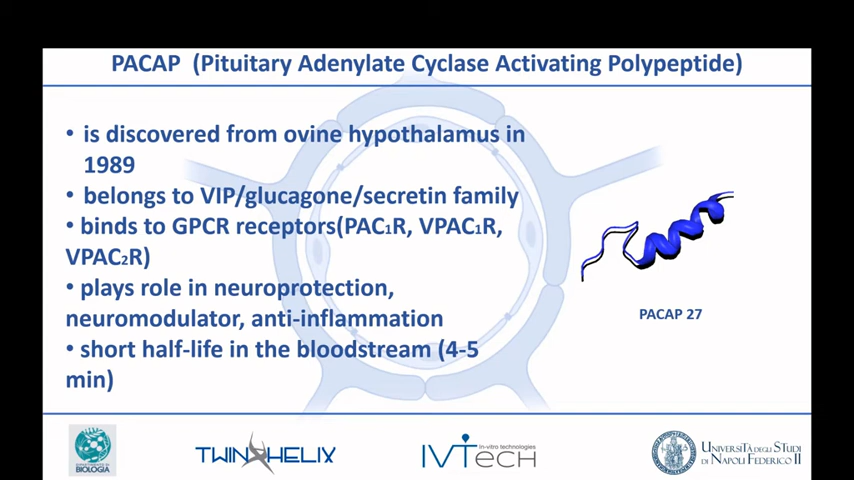 PACAP (Pituitary Adenylate Cyclase Activating Polypeptide)
• is discovered from ovine hypothalamus in
1989
• belongs to VIP/glucagone/secretin family
• binds to GPCR receptors(PAC₁R, VPAC₁R,
VPAC₂R)
• plays role in neuroprotection,
neuromodulator, anti-inflammation
• short half-life in the bloodstream (4-5
min)
PACAP 27
BIOLOGIA
TWIN HELIX
In-vitro technologies
IVTech
UNIVERSITÀ DEGLI STUDI
DI NAPOLI FEDERICO II